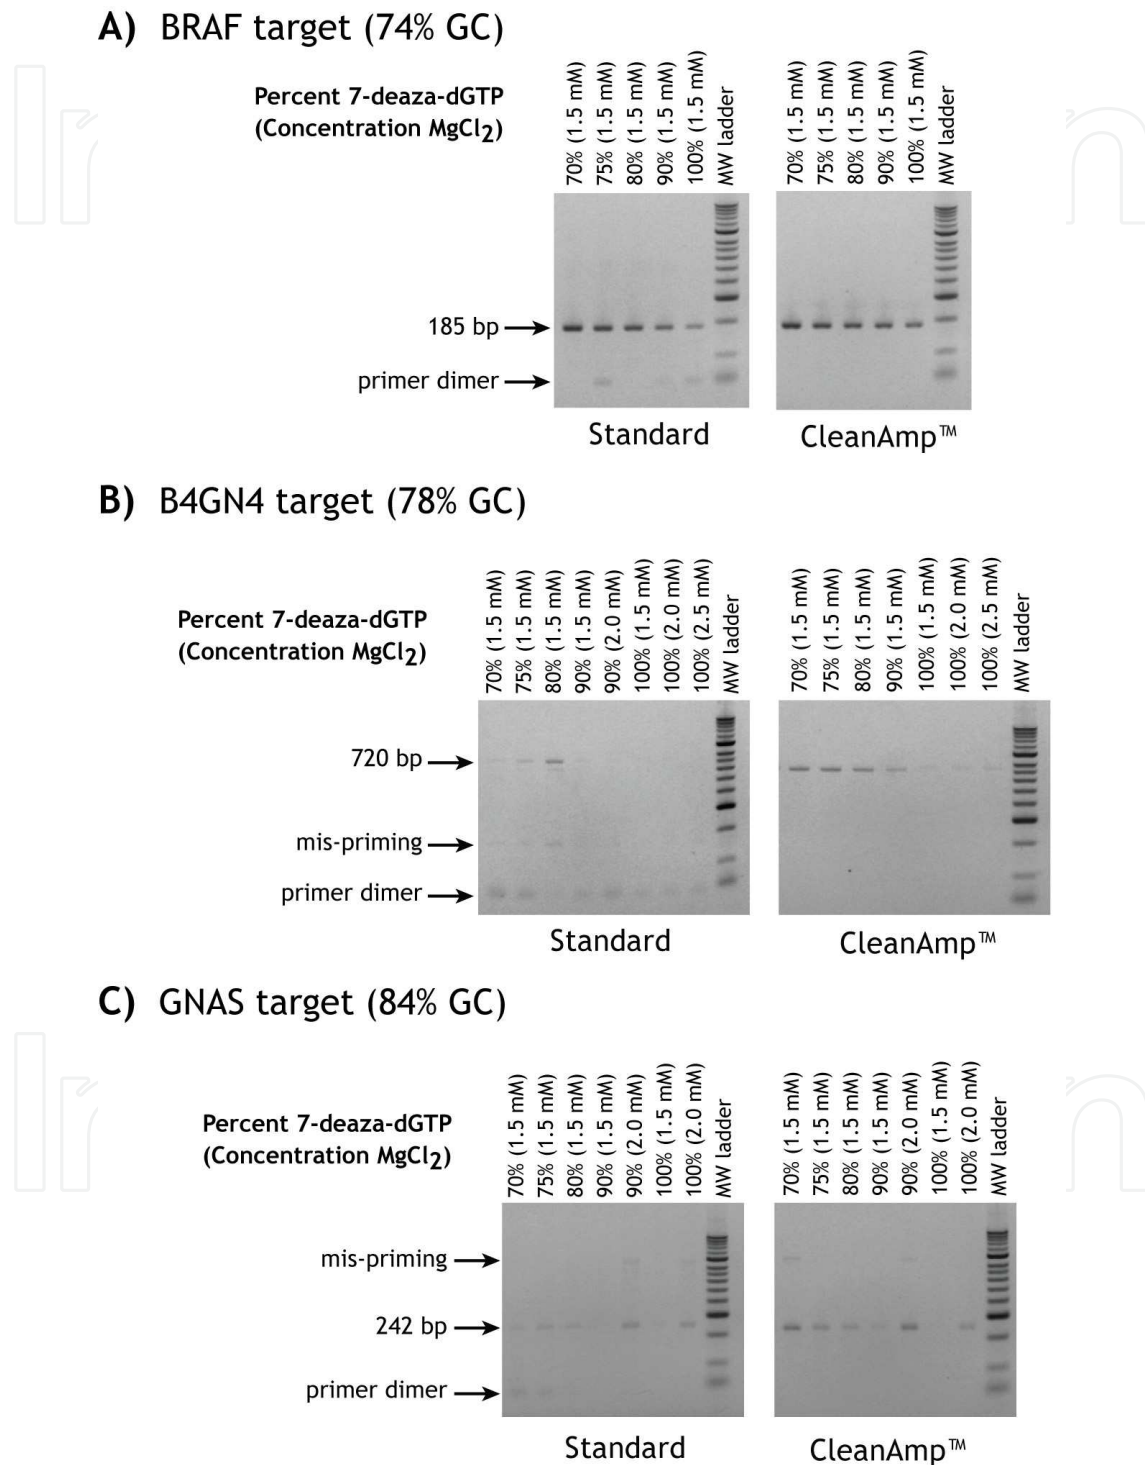 A) BRAF target (74% GC)
Percent 7-deaza-dGTP
(Concentration MgCl2)
70% (1.5 mM)
75% (1.5 mM)
80% (1.5 mM)
90% (1.5 mM)
100% (1.5 mM)
MW ladder
70% (1.5 mM)
75% (1.5 mM)
80% (1.5 mM)
90% (1.5 mM)
100% (1.5 mM)
MW ladder
185 bp
primer dimer
Standard
CleanAmp™
B) B4GN4 target (78% GC)
Percent 7-deaza-dGTP
(Concentration MgCl2)
70% (1.5 mM)
75% (1.5 mM)
80% (1.5 mM)
90% (1.5 mM)
90% (2.0 mM)
100% (1.5 mM)
100% (2.0 mM)
100% (2.5 mM)
MW ladder
70% (1.5 mM)
75% (1.5 mM)
80% (1.5 mM)
90% (1.5 mM)
100% (1.5 mM)
100% (2.0 mM)
100% (2.5 mM)
MW ladder
720 bp
mis-priming
primer dimer
Standard
CleanAmp™
C) GNAS target (84% GC)
Percent 7-deaza-dGTP
(Concentration MgCl2)
70% (1.5 mM)
75% (1.5 mM)
80% (1.5 mM)
90% (1.5 mM)
90% (2.0 mM)
100% (1.5 mM)
100% (2.0 mM)
MW ladder
70% (1.5 mM)
75% (1.5 mM)
80% (1.5 mM)
90% (1.5 mM)
90% (2.0 mM)
100% (1.5 mM)
100% (2.0 mM)
MW ladder
mis-priming
242 bp
primer dimer
Standard
CleanAmp™